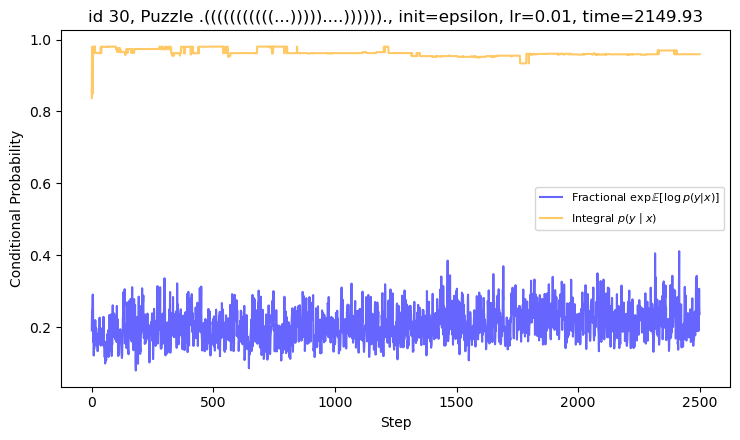 id 30, Puzzle .(((((((((((...)))))....))))))., init=epsilon, lr=0.01, time=2149.93
1.0
0.8
0.6
0.4
0.2
Conditional Probability
Fractional exp𝔼[log p(y|x)]
Integral p(y | x)
0
500
1000
1500
2000
2500
Step